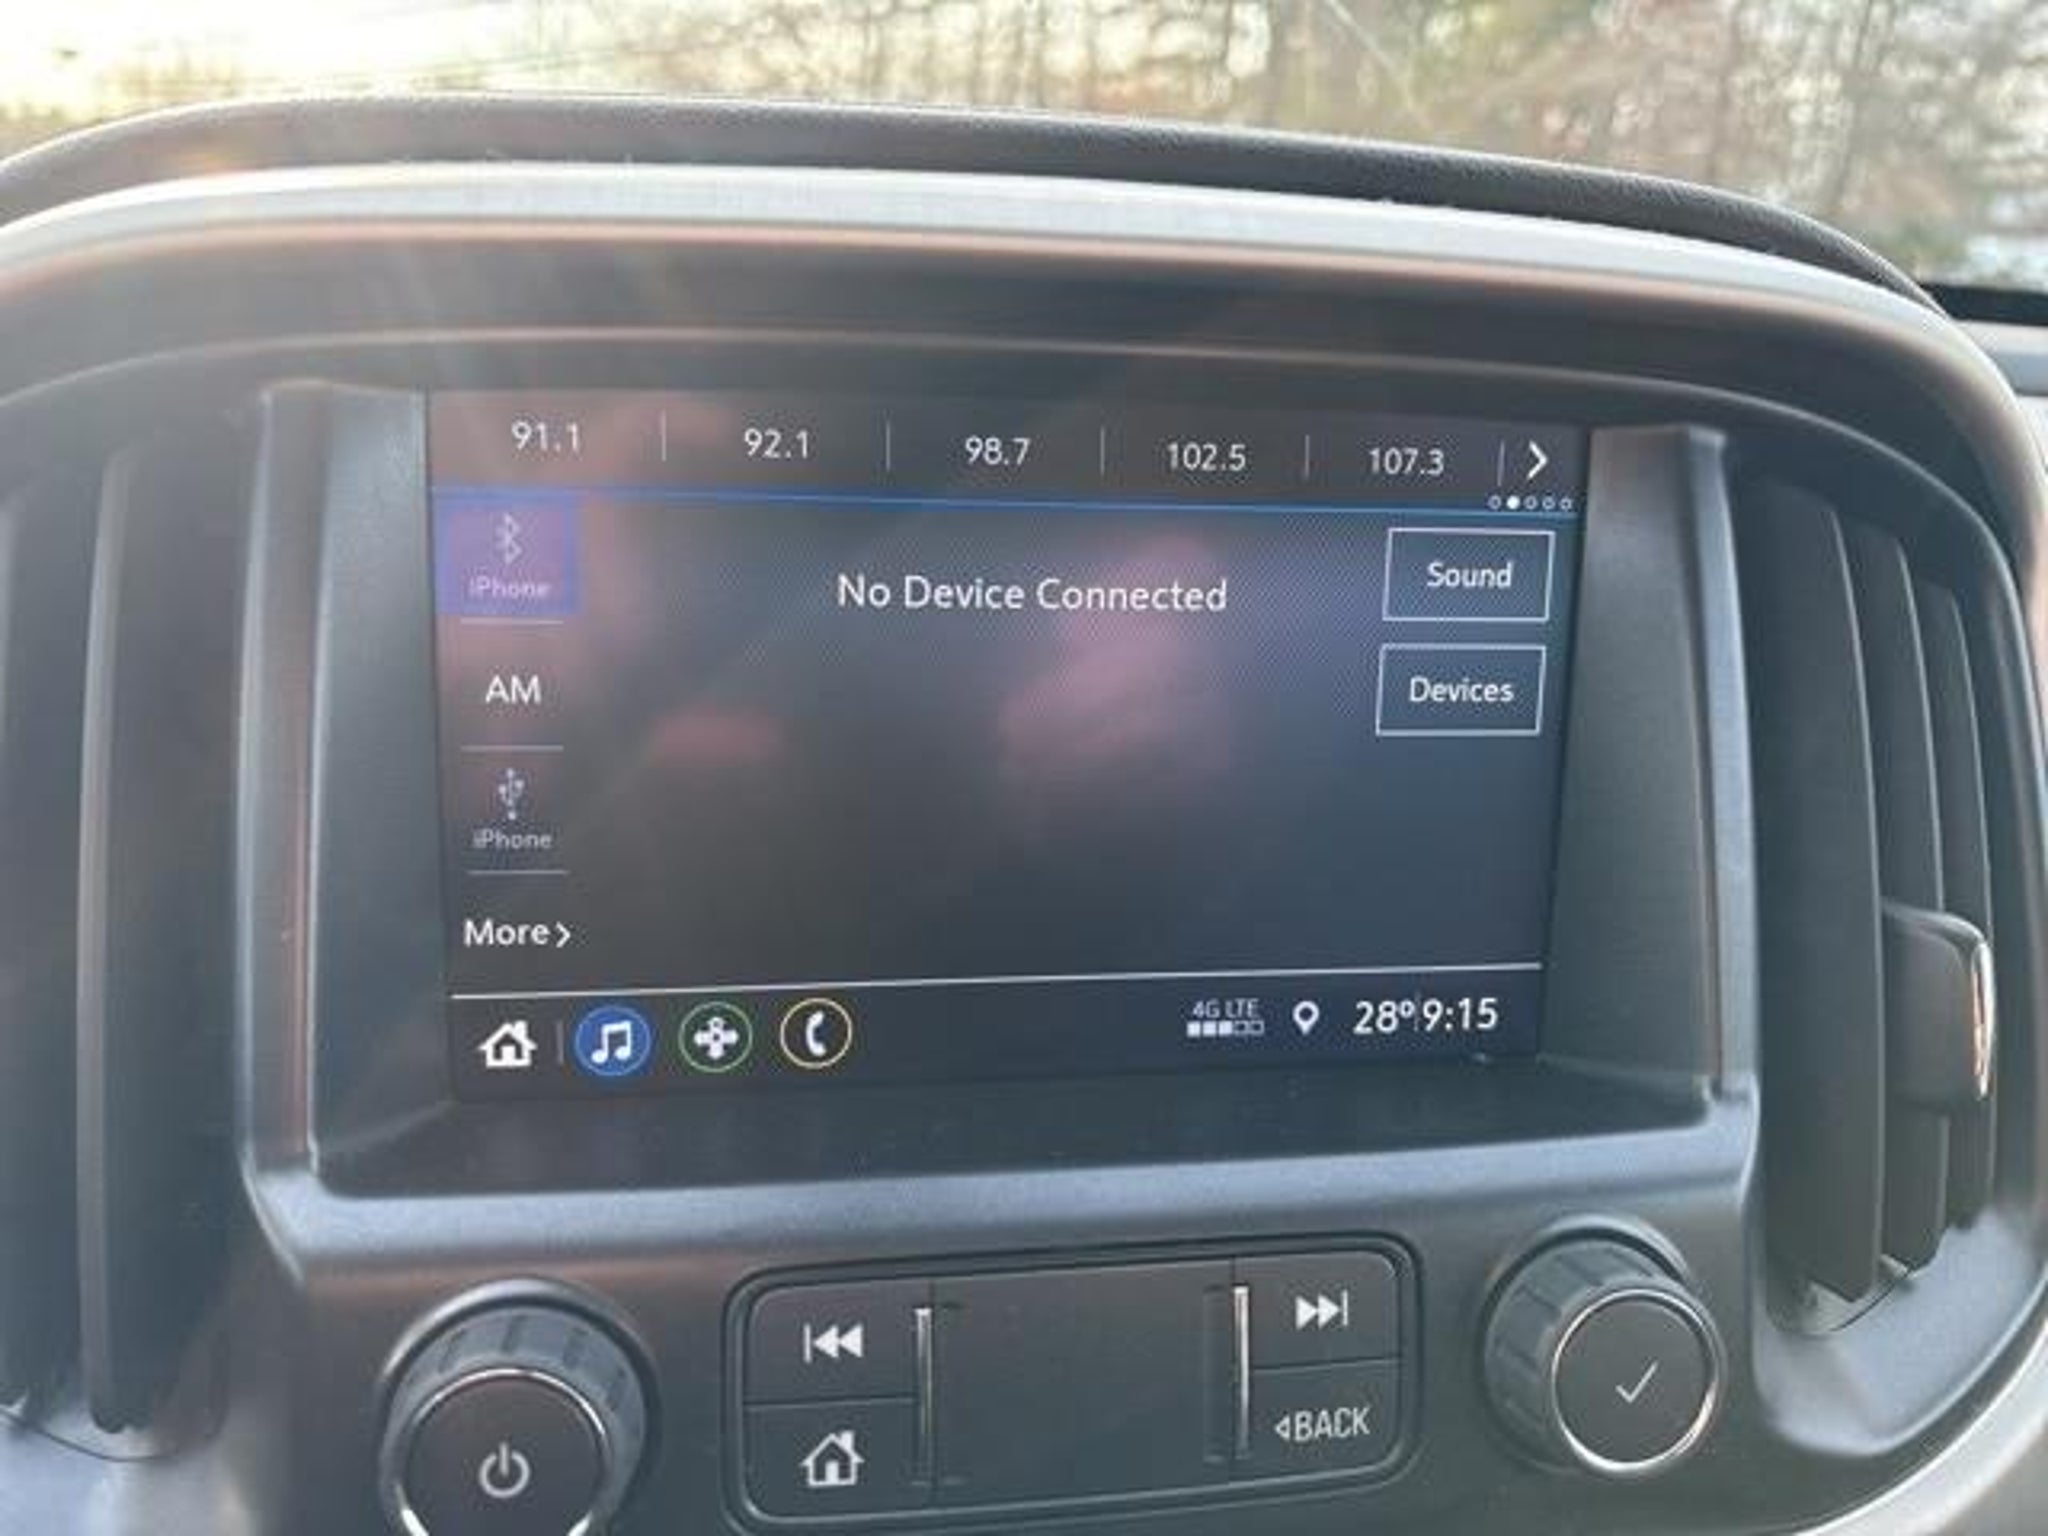 91.1 92.1 98.7 102.5 107.3
iPhone
No Device Connected
Sound
AM
Devices
iPhone
More
4G LTE
28° 9:15
BACK